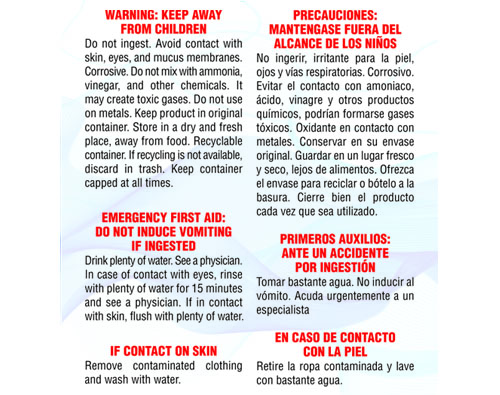 WARNING: KEEP AWAY
FROM CHILDREN
Do not ingest. Avoid contact with
skin, eyes, and mucus membranes.
Corrosive. Do not mix with ammonia,
vinegar, and other chemicals. It
may create toxic gases. Do not use
on metals. Keep product in original
container. Store in a dry and fresh
place, away from food. Recyclable
container. If recycling is not available,
discard in trash. Keep container
capped at all times.
EMERGENCY FIRST AID:
DO NOT INDUCE VOMITING
IF INGESTED
Drink plenty of water. See a physician.
In case of contact with eyes, rinse
with plenty of water for 15 minutes
and see a physician. If in contact
with skin, flush with plenty of water.
IF CONTACT ON SKIN
Remove contaminated clothing
and wash with water.
PRECAUCIONES:
MANTENGASE FUERA DEL
ALCANCE DE LOS NIÑOS
No ingerir, irritante para la piel,
ojos y vías respiratorias. Corrosivo.
Evitar el contacto con amoniaco,
ácido, vinagre y otros productos
químicos, podrían formarse gases
tóxicos. Oxidante en contacto con
metales. Conservar en su envase
original. Guardar en un lugar fresco
y seco, lejos de alimentos. Ofrezca
el envase para reciclar o bótelo a la
basura. Cierre bien el producto
cada vez que sea utilizado.
PRIMEROS AUXILIOS:
ANTE UN ACCIDENTE
POR INGESTIÓN
Tomar bastante agua. No inducir al
vómito. Acuda urgentemente a un
especialista
EN CASO DE CONTACTO
CON LA PIEL
Retire la ropa contaminada y lave
con bastante agua.